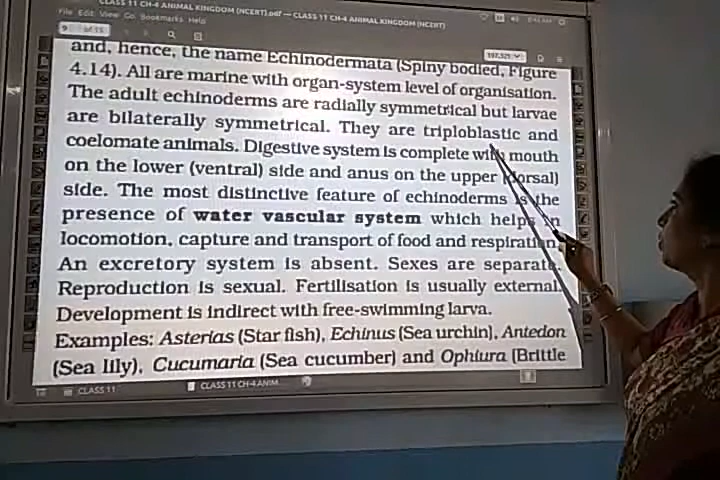 CLASS 11 CH-4 ANIMAL KINGDOM (NCERT).pdf — CLASS 11 CH-4 ANIMAL KINGDOM (NCERT)
File Edit View Go Bookmarks Help
9 of 15
197.32%
and, hence, the name Echinodermata (Spiny bodied, Figure
4.14). All are marine with organ-system level of organisation.
The adult echinoderms are radially symmetrical but larvae
are bilaterally symmetrical. They are triploblastic and
coelomate animals. Digestive system is complete with mouth
on the lower (ventral) side and anus on the upper (dorsal)
side. The most distinctive feature of echinoderms is the
presence of water vascular system which helps in
locomotion, capture and transport of food and respiration.
An excretory system is absent. Sexes are separate.
Reproduction is sexual. Fertilisation is usually external.
Development is indirect with free-swimming larva.
Examples: Asterias (Star fish), Echinus (Sea urchin), Antedon
(Sea lily), Cucumaria (Sea cucumber) and Ophiura (Brittle
CLASS 11
CLASS 11 CH-4 ANIM